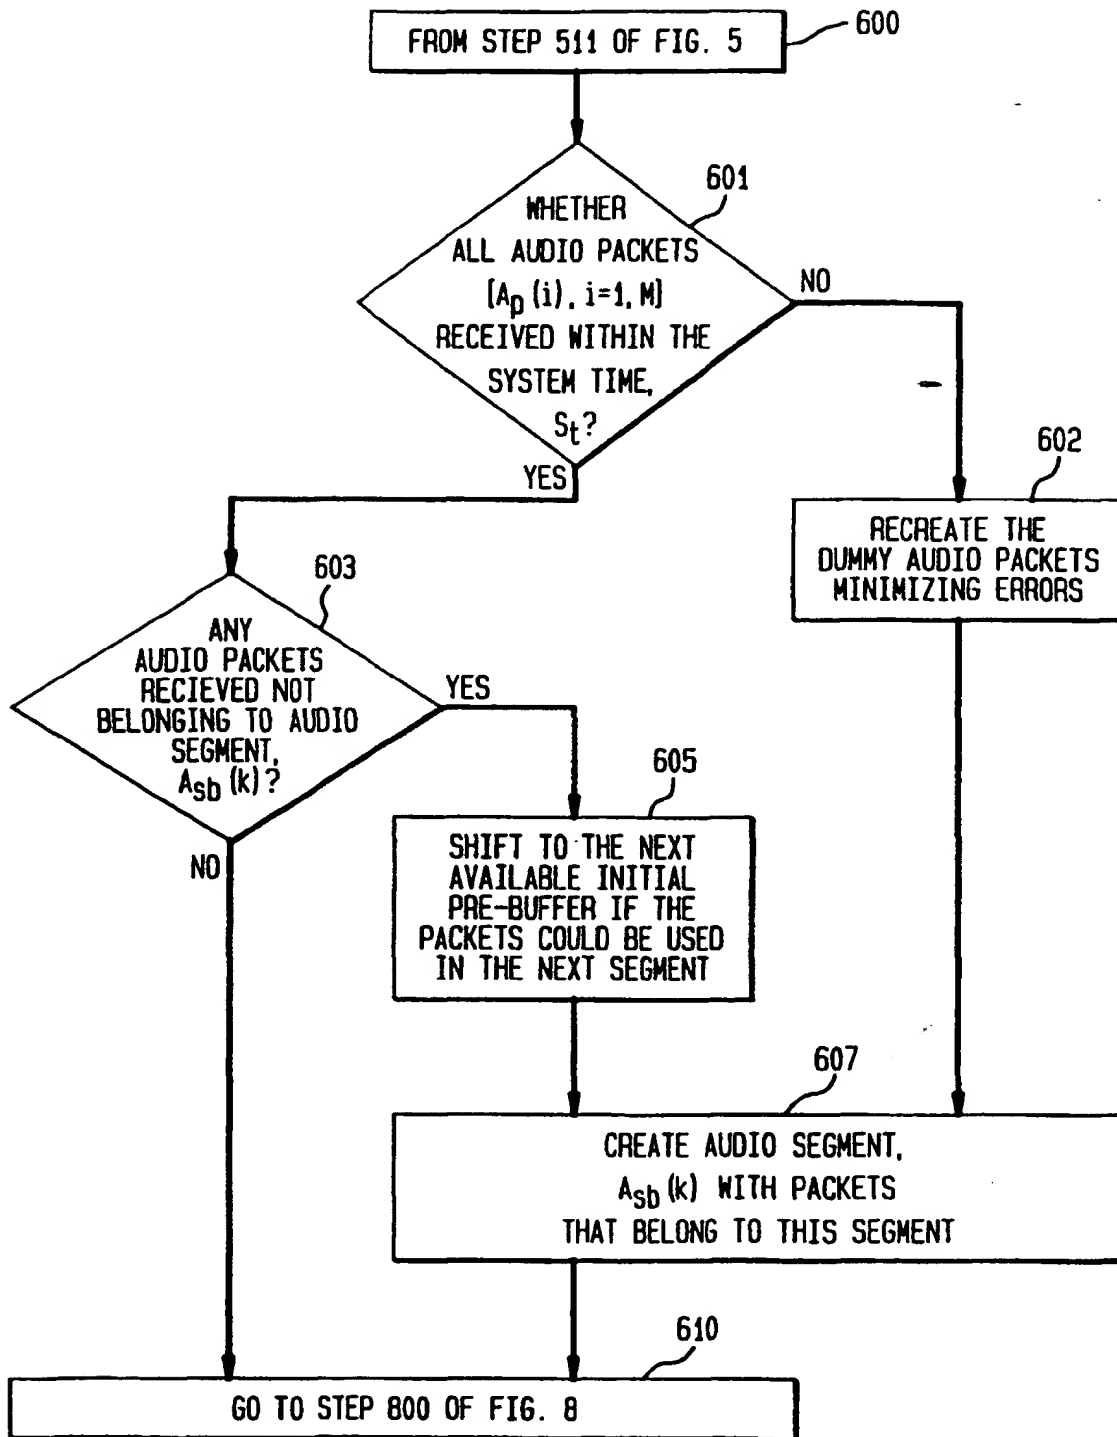 FROM STEP 511 OF FIG. 5
600
601
WHETHER
ALL AUDIO PACKETS
[Ap(i), i=1, M]
RECEIVED WITHIN THE
SYSTEM TIME,
St?
NO
YES
602
RECREATE THE
DUMMY AUDIO PACKETS
MINIMIZING ERRORS
603
ANY
AUDIO PACKETS
RECIEVED NOT
BELONGING TO AUDIO
SEGMENT,
Asb(k)?
YES
NO
605
SHIFT TO THE NEXT
AVAILABLE INITIAL
PRE-BUFFER IF THE
PACKETS COULD BE USED
IN THE NEXT SEGMENT
607
CREATE AUDIO SEGMENT,
Asb(k) WITH PACKETS
THAT BELONG TO THIS SEGMENT
610
GO TO STEP 800 OF FIG. 8